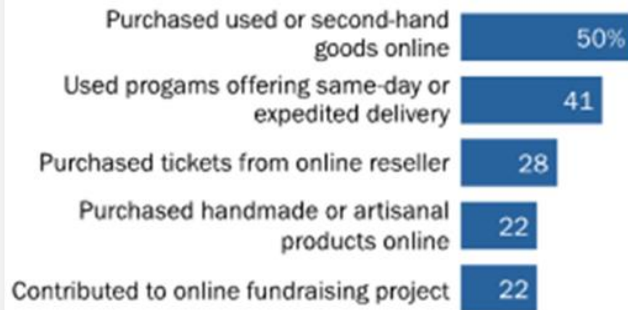 Purchased used or second-hand
goods online
50%
Used progams offering same-day or
expedited delivery
41
Purchased tickets from online reseller
28
Purchased handmade or artisanal
products online
22
Contributed to online fundraising project
22